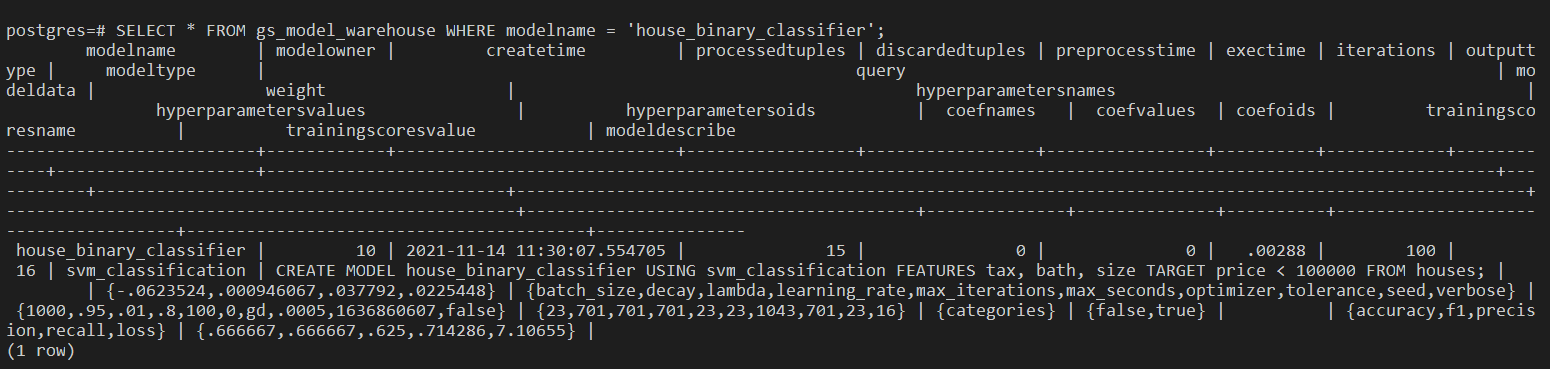 postgres=# SELECT * FROM gs_model_warehouse WHERE modelname = 'house_binary_classifier';
        modelname        | modelowner |         createtime         | processedtuples | discardedtuples | preprocesstime | exectime | iterations | outputt
ype |     modeltype      |                                                          query                                                           | mo
deldata |                 weight                  |                                       hyperparametersnames                                        |
               hyperparametersvalues               |          hyperparametersoids          |  coefnames   |  coefvalues  | coefoids |         trainingsco
resname          |          trainingscoresvalue           | modeldescribe
-------------------------+------------+----------------------------+-----------------+-----------------+----------------+----------+------------+--------
----+--------------------+--------------------------------------------------------------------------------------------------------------------------+---
--------+-----------------------------------------+---------------------------------------------------------------------------------------------------+
---------------------------------------------------+---------------------------------------+--------------+--------------+----------+--------------------
-----------------+----------------------------------------+---------------
 house_binary_classifier |         10 | 2021-11-14 11:30:07.554705 |              15 |               0 |              0 |   .00288 |        100 |
 16 | svm_classification | CREATE MODEL house_binary_classifier USING svm_classification FEATURES tax, bath, size TARGET price < 100000 FROM houses; |
        | {-.0623524,.000946067,.037792,.0225448} | {batch_size,decay,lambda,learning_rate,max_iterations,max_seconds,optimizer,tolerance,seed,verbose} |
 {1000,.95,.01,.8,100,0,gd,.0005,1636860607,false} | {23,701,701,701,23,23,1043,701,23,16} | {categories} | {false,true} |          | {accuracy,f1,precis
ion,recall,loss} | {.666667,.666667,.625,.714286,7.10655} |
(1 row)